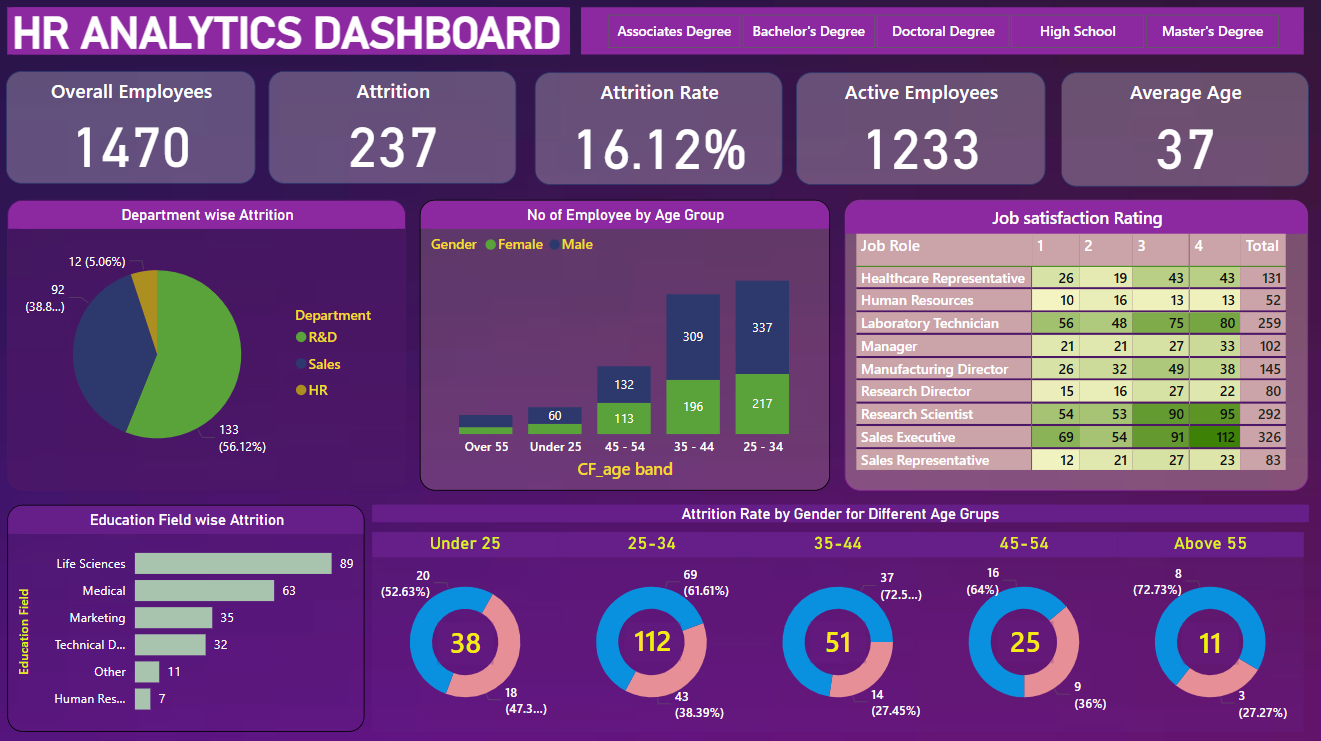 HR ANALYTICS DASHBOARD
Associates Degree
Bachelor's Degree
Doctoral Degree
High School
Master's Degree
Overall Employees
1470
Attrition
237
Attrition Rate
16.12%
Active Employees
1233
Average Age
37
Department wise Attrition
12 (5.06%)
92
(38.8...)
133
(56.12%)
Department
R&D
Sales
HR
No of Employee by Age Group
Gender Female Male
60
132
113
309
196
337
217
Over 55 Under 25 45 - 54 35 - 44 25 - 34
CF_age band
Job satisfaction Rating
Job Role 1 2 3 4 Total
Healthcare Representative 26 19 43 43 131
Human Resources 10 16 13 13 52
Laboratory Technician 56 48 75 80 259
Manager 21 21 27 33 102
Manufacturing Director 26 32 49 38 145
Research Director 15 16 27 22 80
Research Scientist 54 53 90 95 292
Sales Executive 69 54 91 112 326
Sales Representative 12 21 27 23 83
Education Field wise Attrition
Education Field
Life Sciences 89
Medical 63
Marketing 35
Technical D... 32
Other 11
Human Res... 7
Attrition Rate by Gender for Different Age Grups
Under 25
20
(52.63%)
38
18
(47.3...)
25-34
69
(61.61%)
112
43
(38.39%)
35-44
37
(72.5...)
51
14
(27.45%)
45-54
16
(64%)
25
9
(36%)
Above 55
8
(72.73%)
11
3
(27.27%)